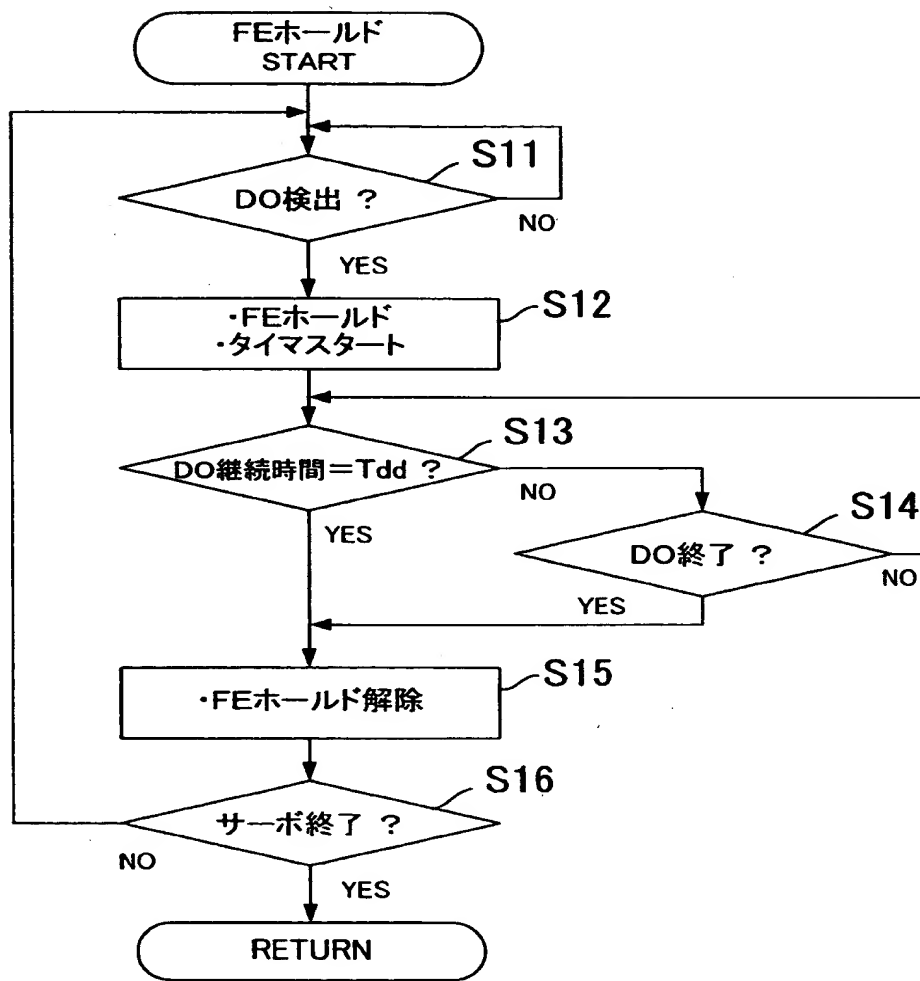 FEホールド
START
S11
DO検出 ?
NO
YES
S12
・FEホールド
・タイマスタート
S13
DO継続時間=Tdd ?
NO
YES
S14
DO終了 ?
NO
YES
S15
・FEホールド解除
S16
サーボ終了 ?
NO
YES
RETURN